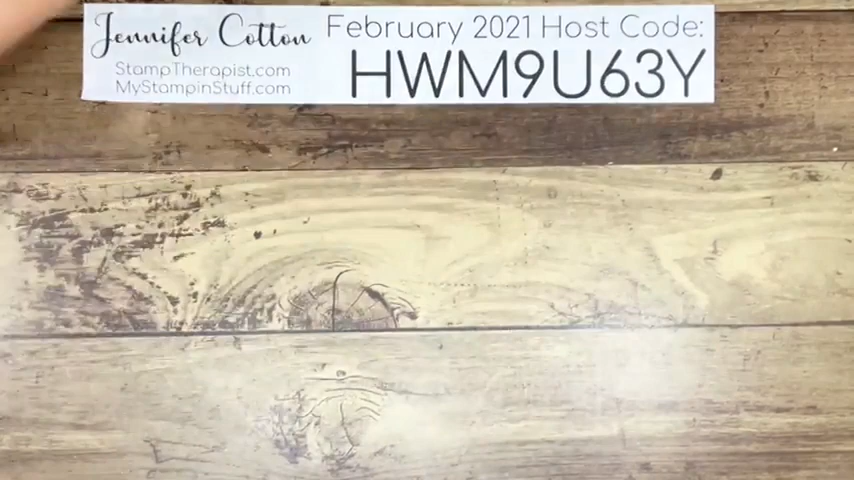 Jennifer Cotton
StampTherapist.com
MyStampinStuff.com
February 2021 Host Code:
HWM9U63Y